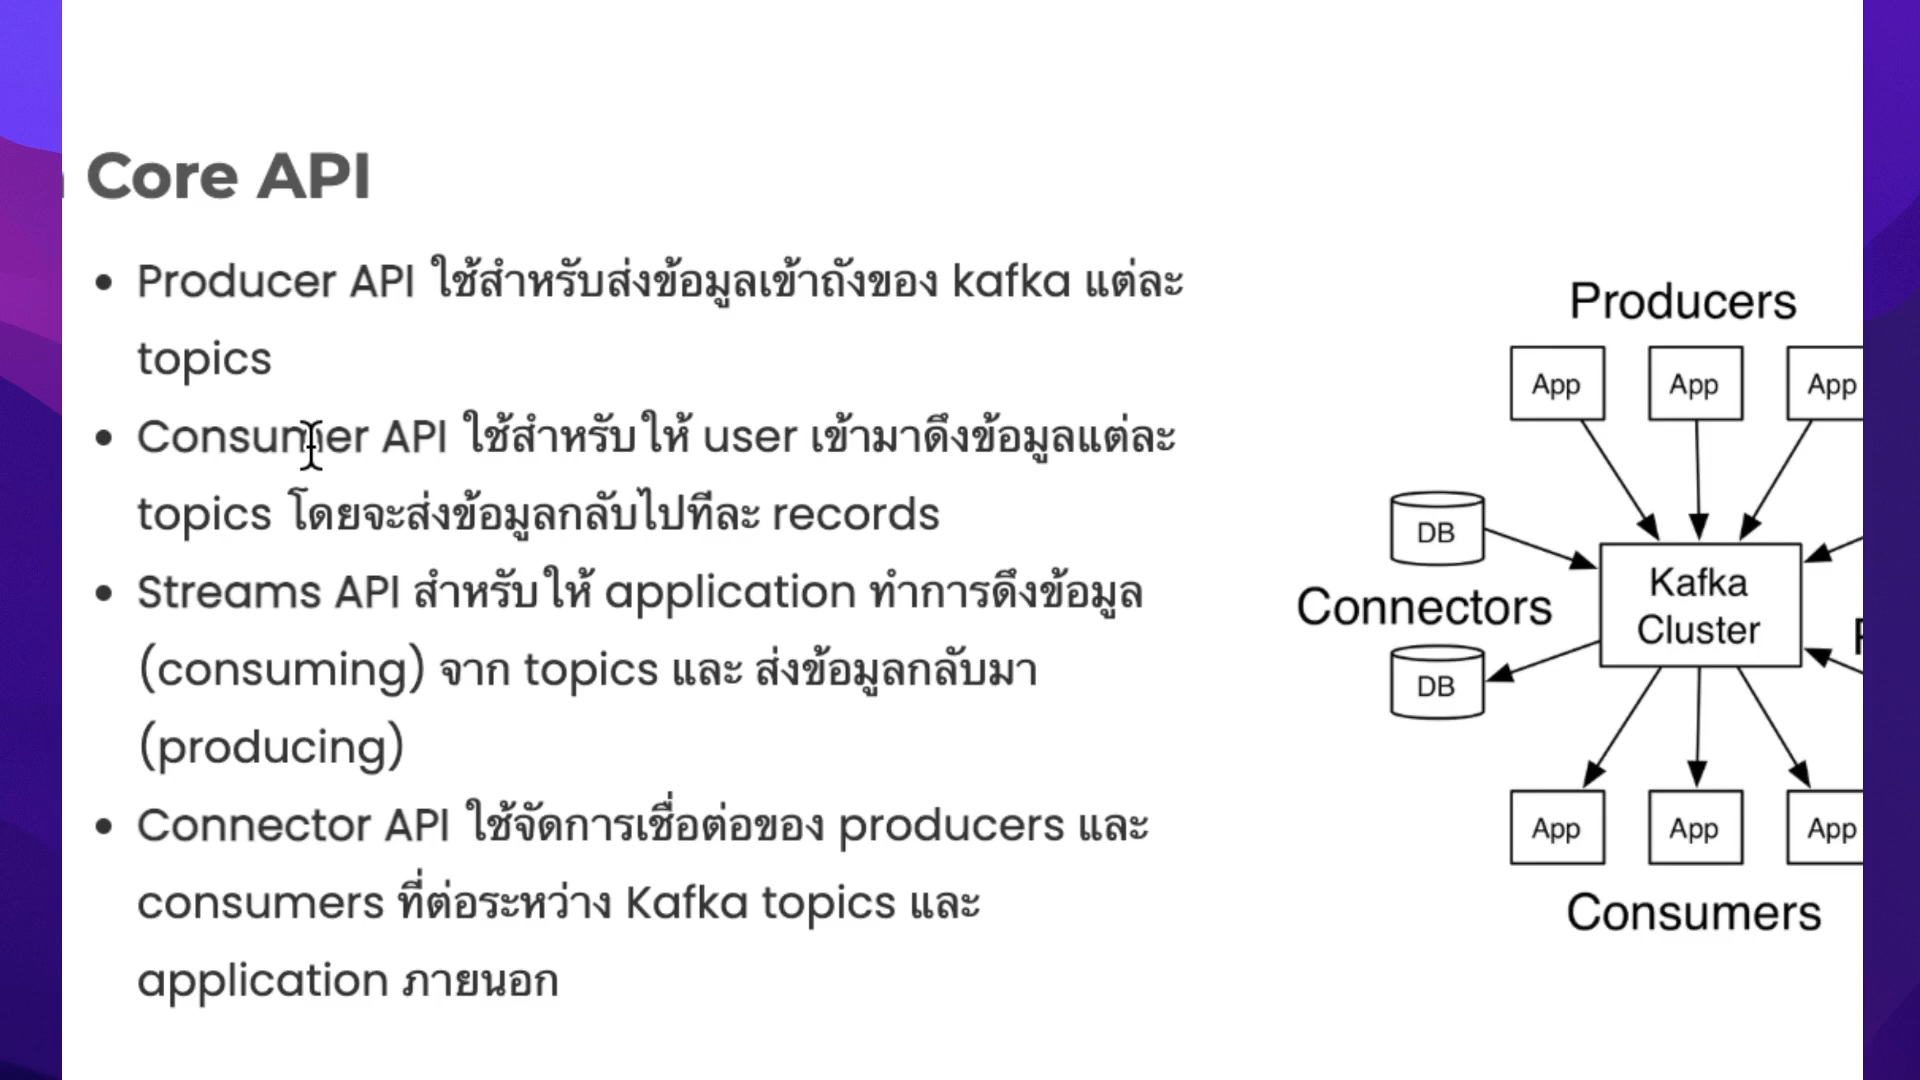 Core API
• Producer API ใช้สำหรับส่งข้อมูลเข้าถังของ kafka แต่ละ
topics
• Consumer API ใช้สำหรับให้ user เข้ามาดึงข้อมูลแต่ละ
topics โดยจะส่งข้อมูลกลับไปทีละ records
• Streams API สำหรับให้ application ทำการดึงข้อมูล
(consuming) จาก topics และ ส่งข้อมูลกลับมา
(producing)
• Connector API ใช้จัดการเชื่อต่อของ producers และ
consumers ที่ต่อระหว่าง Kafka topics และ
application ภายนอก
Producers
App App App
DB
Connectors
DB
Kafka
Cluster
App App App
Consumers